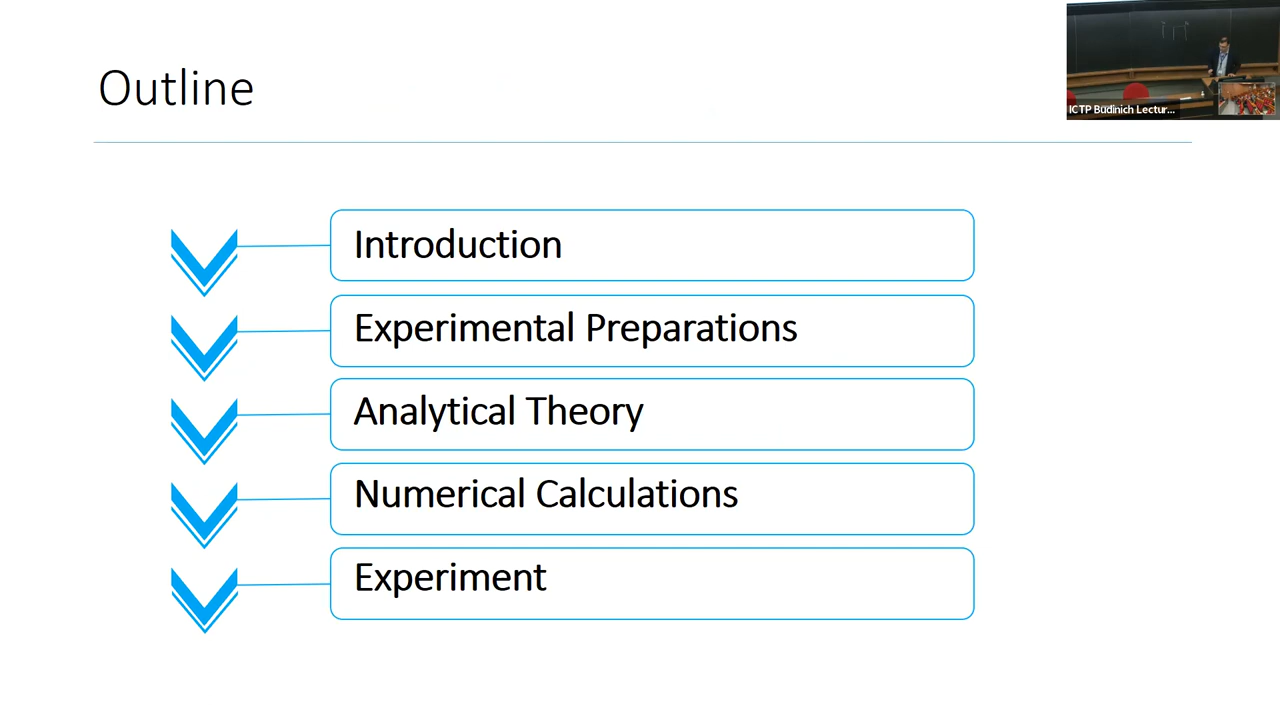 Outline
ICTP Budinich Lectur...
Introduction
Experimental Preparations
Analytical Theory
Numerical Calculations
Experiment